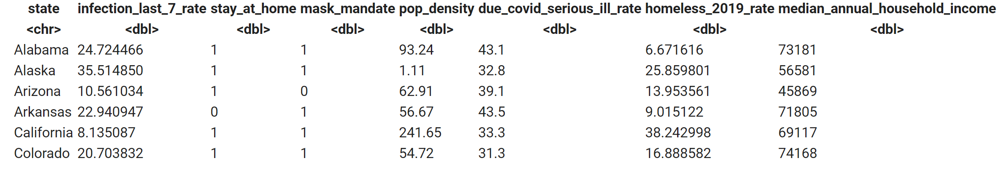 state infection_last_7_rate stay_at_home mask_mandate pop_density due_covid_serious_ill_rate homeless_2019_rate median_annual_household_income
<chr> <dbl> <dbl> <dbl> <dbl> <dbl> <dbl> <dbl>
Alabama 24.724466 1 1 93.24 43.1 6.671616 73181
Alaska 35.514850 1 1 1.11 32.8 25.859801 56581
Arizona 10.561034 1 0 62.91 39.1 13.953561 45869
Arkansas 22.940947 0 1 56.67 43.5 9.015122 71805
California 8.135087 1 1 241.65 33.3 38.242998 69117
Colorado 20.703832 1 1 54.72 31.3 16.888582 74168